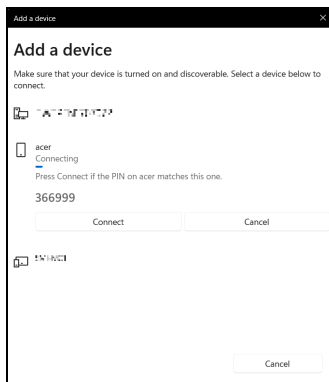 Add a device
Add a device
Make sure that your device is turned on and discoverable. Select a device below to
connect.
acer
Connecting
Press Connect if the PIN on acer matches this one.
366999
Connect Cancel
Cancel